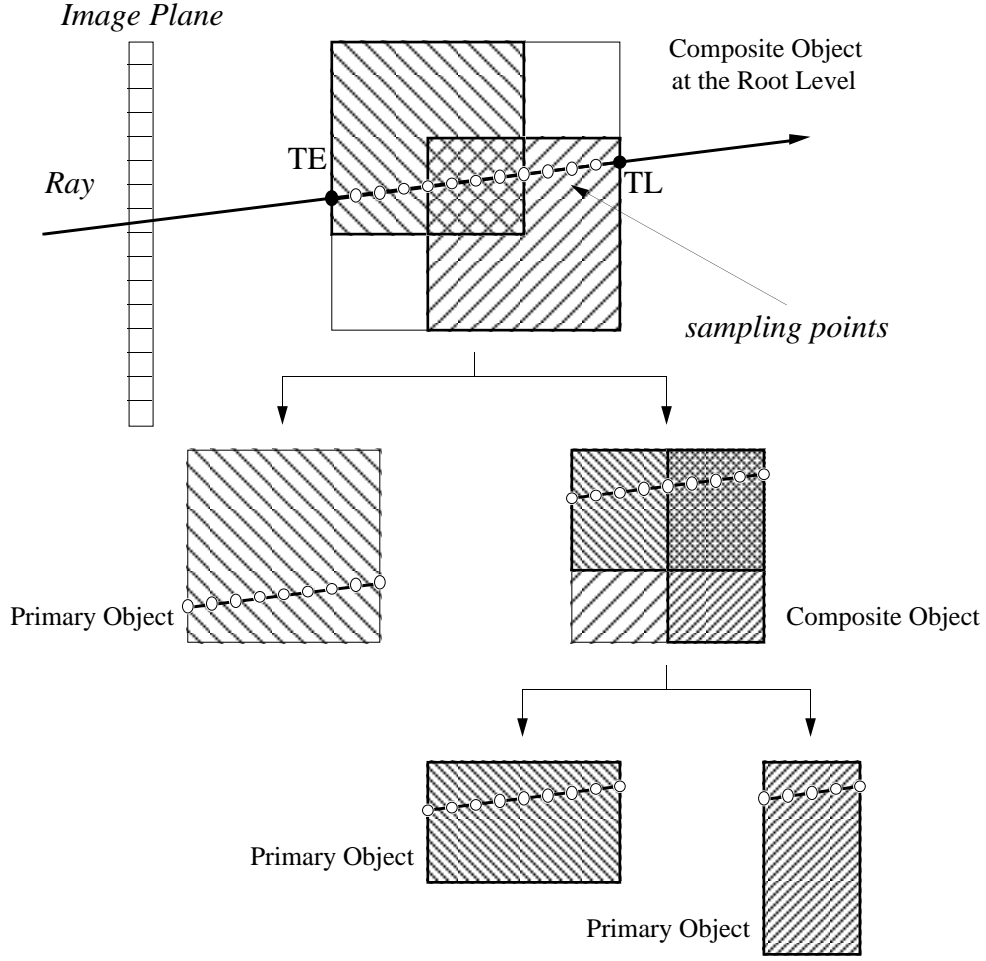 Image Plane
Composite Object
at the Root Level
TE
Ray
TL
sampling points
Primary Object
Composite Object
Primary Object
Primary Object